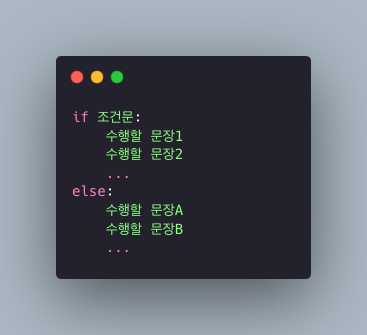 if 조건문:
    수행할 문장1
    수행할 문장2
    ...
else:
    수행할 문장A
    수행할 문장B
    ...